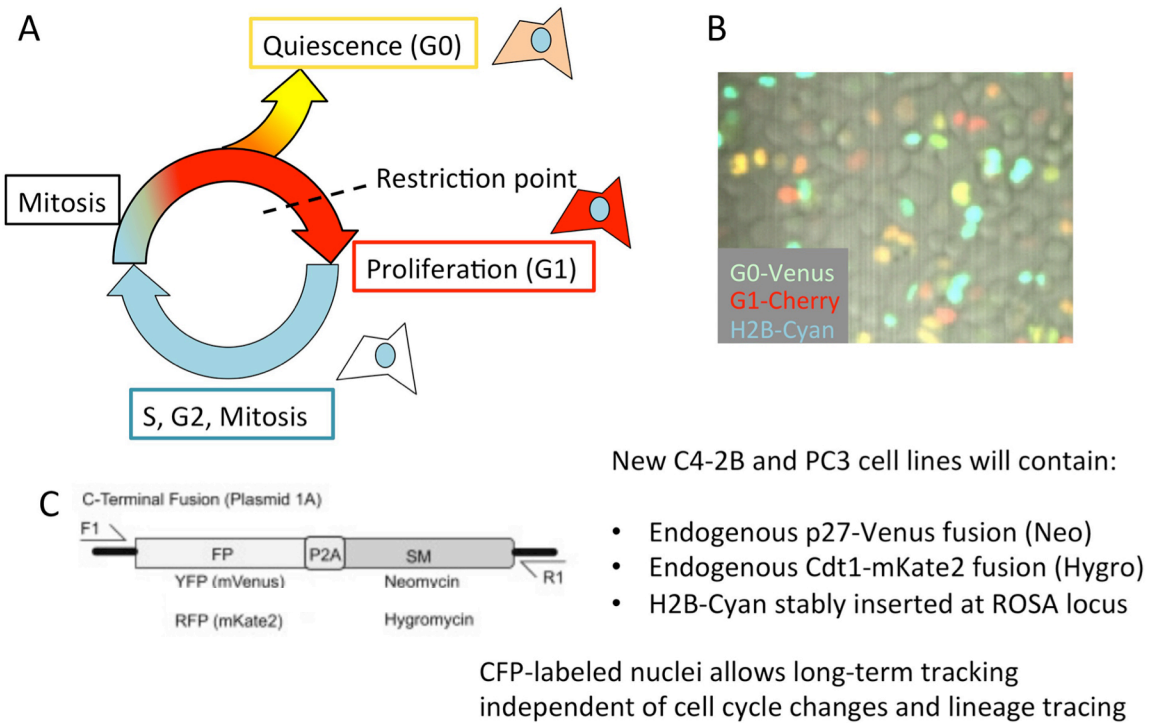 A
Quiescence (G0)
Mitosis
Restriction point
Proliferation (G1)
S, G2, Mitosis
B
G0-Venus
G1-Cherry
H2B-Cyan
C
C-Terminal Fusion (Plasmid 1A)
F1
FP
P2A
SM
R1
YFP (mVenus)
Neomycin
RFP (mKate2)
Hygromycin
New C4-2B and PC3 cell lines will contain:
• Endogenous p27-Venus fusion (Neo)
• Endogenous Cdt1-mKate2 fusion (Hygro)
• H2B-Cyan stably inserted at ROSA locus
CFP-labeled nuclei allows long-term tracking
independent of cell cycle changes and lineage tracing